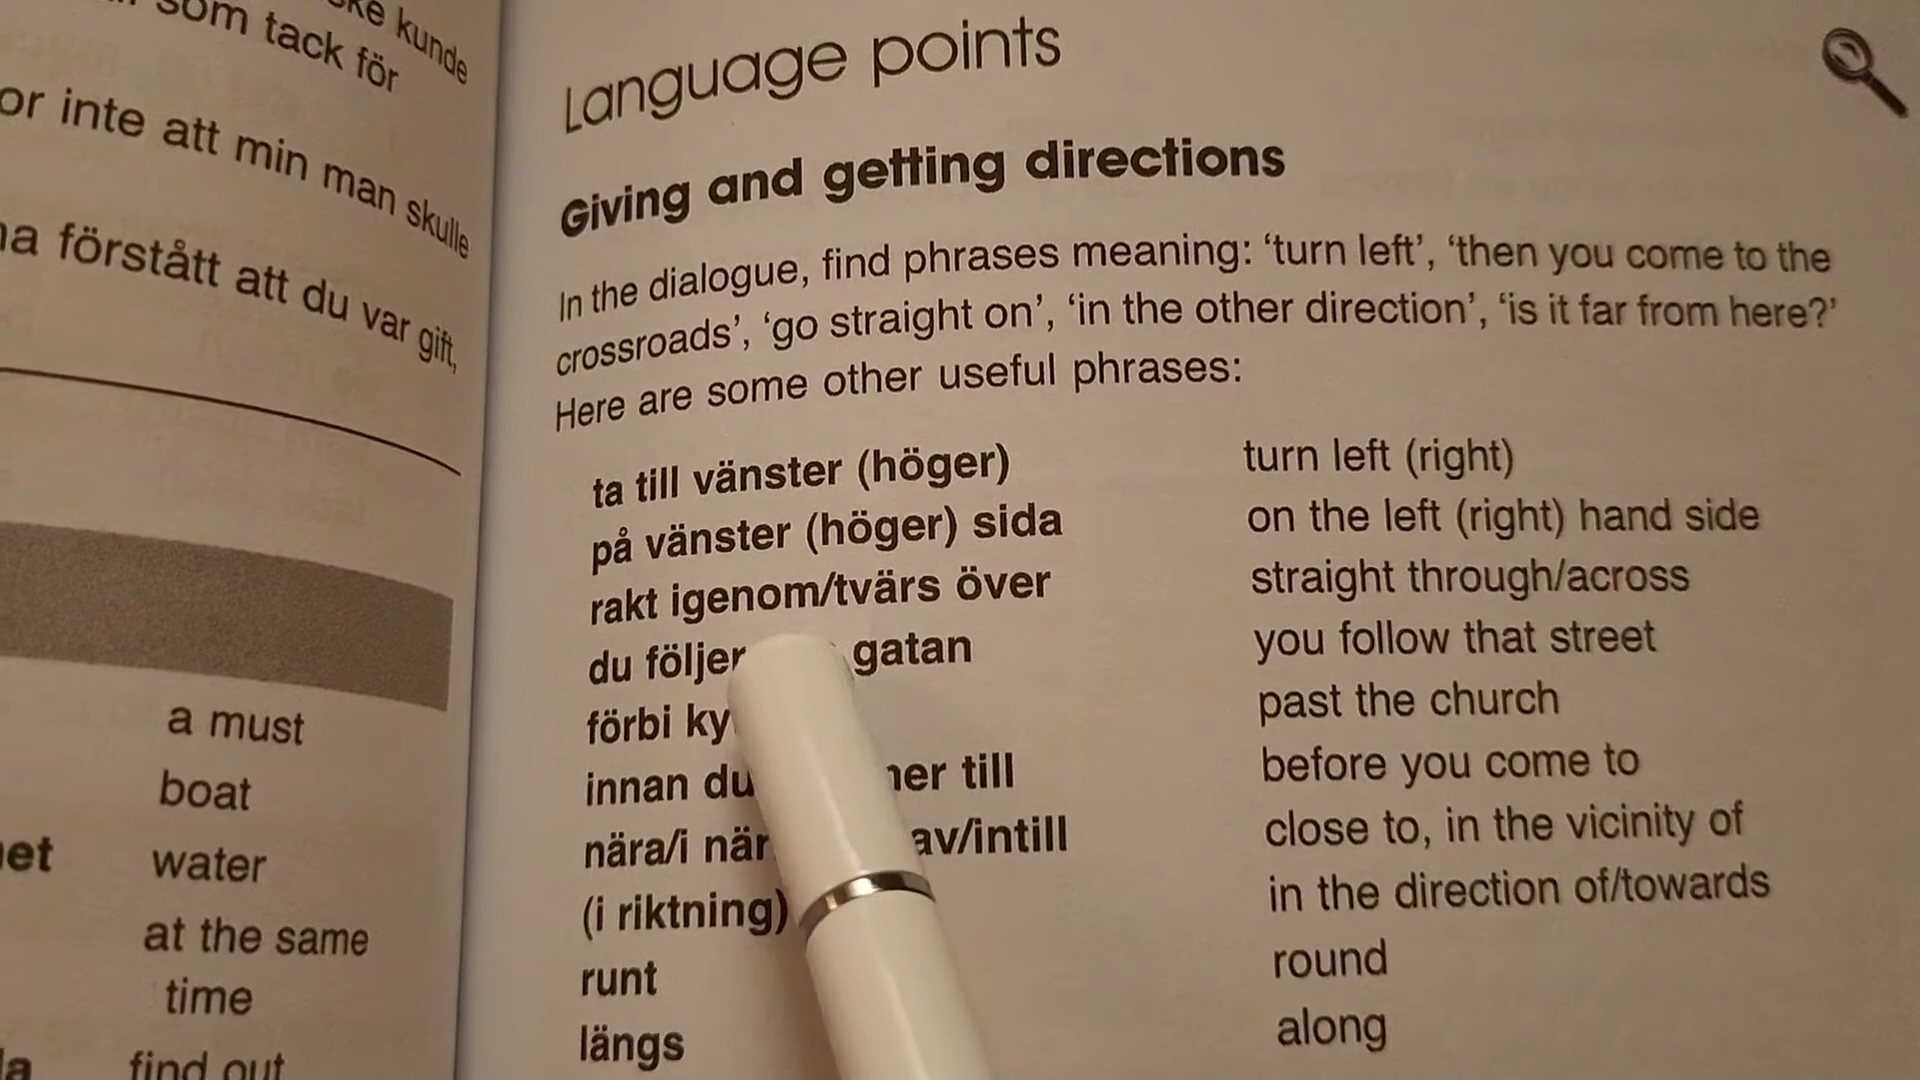 kunde
som tack för
inte att min man skulle
förstått att du var gift,
a must
boat
water
at the same
time
find out
Language points
Giving and getting directions
In the dialogue, find phrases meaning: ‘turn left’, ‘then you come to the
crossroads’, ‘go straight on’, ‘in the other direction’, ‘is it far from here?’
Here are some other useful phrases:
ta till vänster (höger) turn left (right)
på vänster (höger) sida on the left (right) hand side
rakt igenom/tvärs över straight through/across
du följer gatan you follow that street
förbi past the church
innan du till before you come to
nära/i av/intill close to, in the vicinity of
(i riktning) in the direction of/towards
runt round
längs along